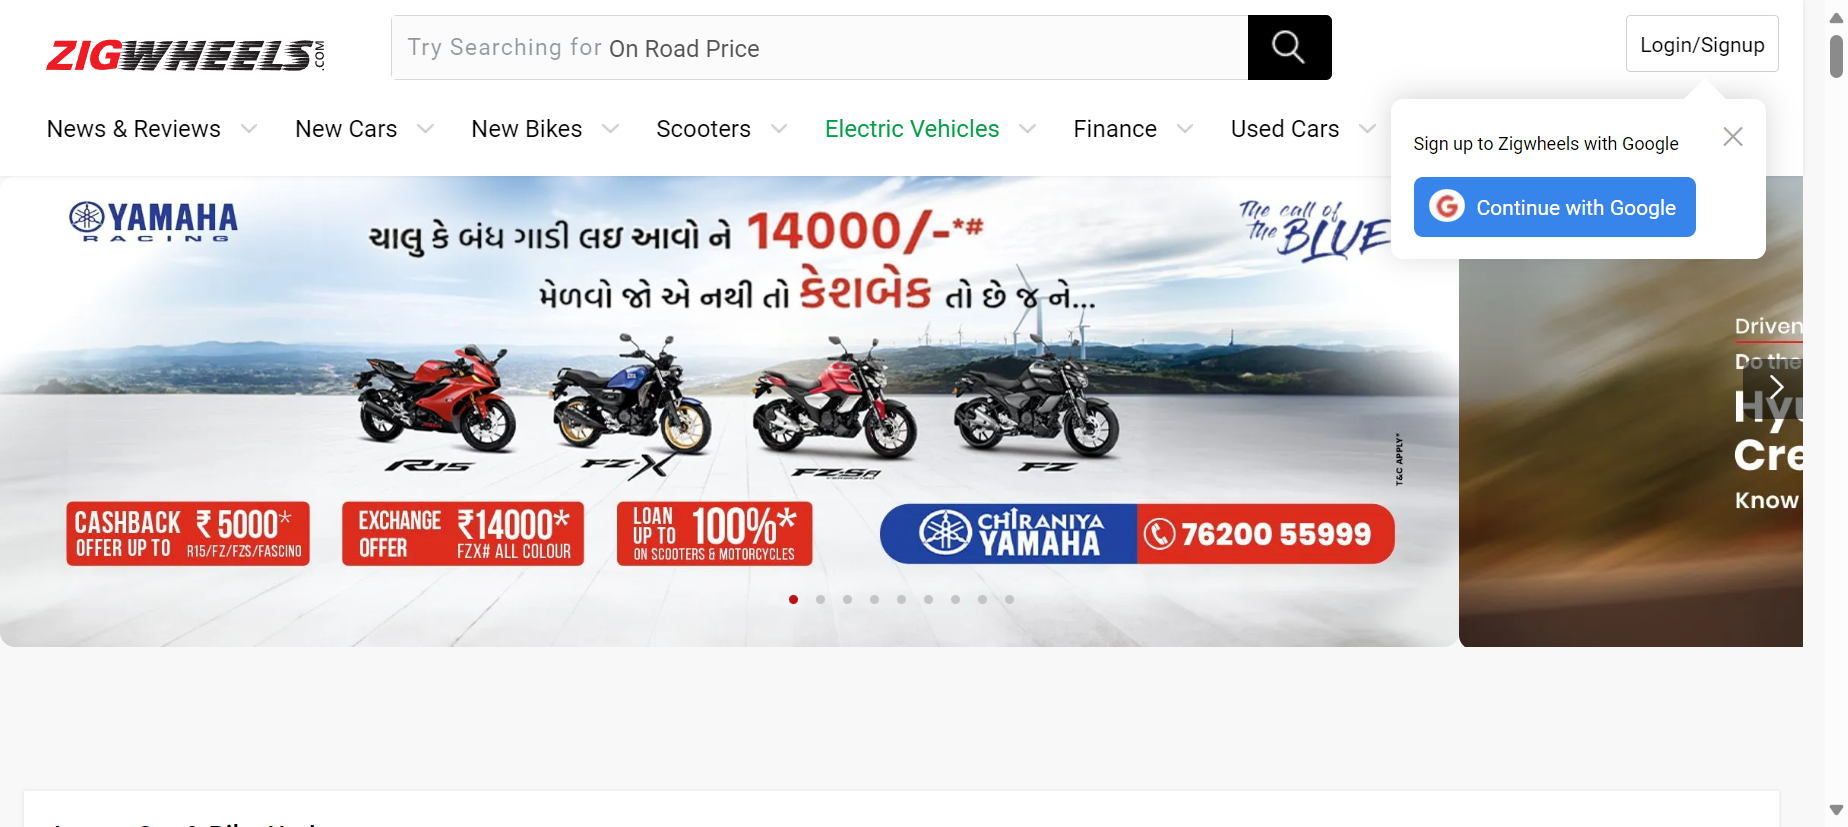 ZIGWHEELS.COM
Try Searching for On Road Price
Login/Signup
News & Reviews
New Cars
New Bikes
Scooters
Electric Vehicles
Finance
Used Cars
Sign up to Zigwheels with Google
G Continue with Google
YAMAHA
RACING
ચાલુ કે બંધ ગાડી લઇ આવો ને 14000/-*#
મેળવો જો એ નથી તો કેશબેક તો છે જ ને...
The call of
the BLUE
R15
FZ-X
FZ-S FI
FZ
T&C APPLY*
CASHBACK ₹ 5000*
OFFER UP TO R15/FZ/FZS/FASCINO
EXCHANGE ₹14000*
OFFER FZX# ALL COLOUR
LOAN
UP TO 100%*
ON SCOOTERS & MOTORCYCLES
CHIRANIYA
YAMAHA
76200 55999
Driven
Do the
Hyu
Cre
Know